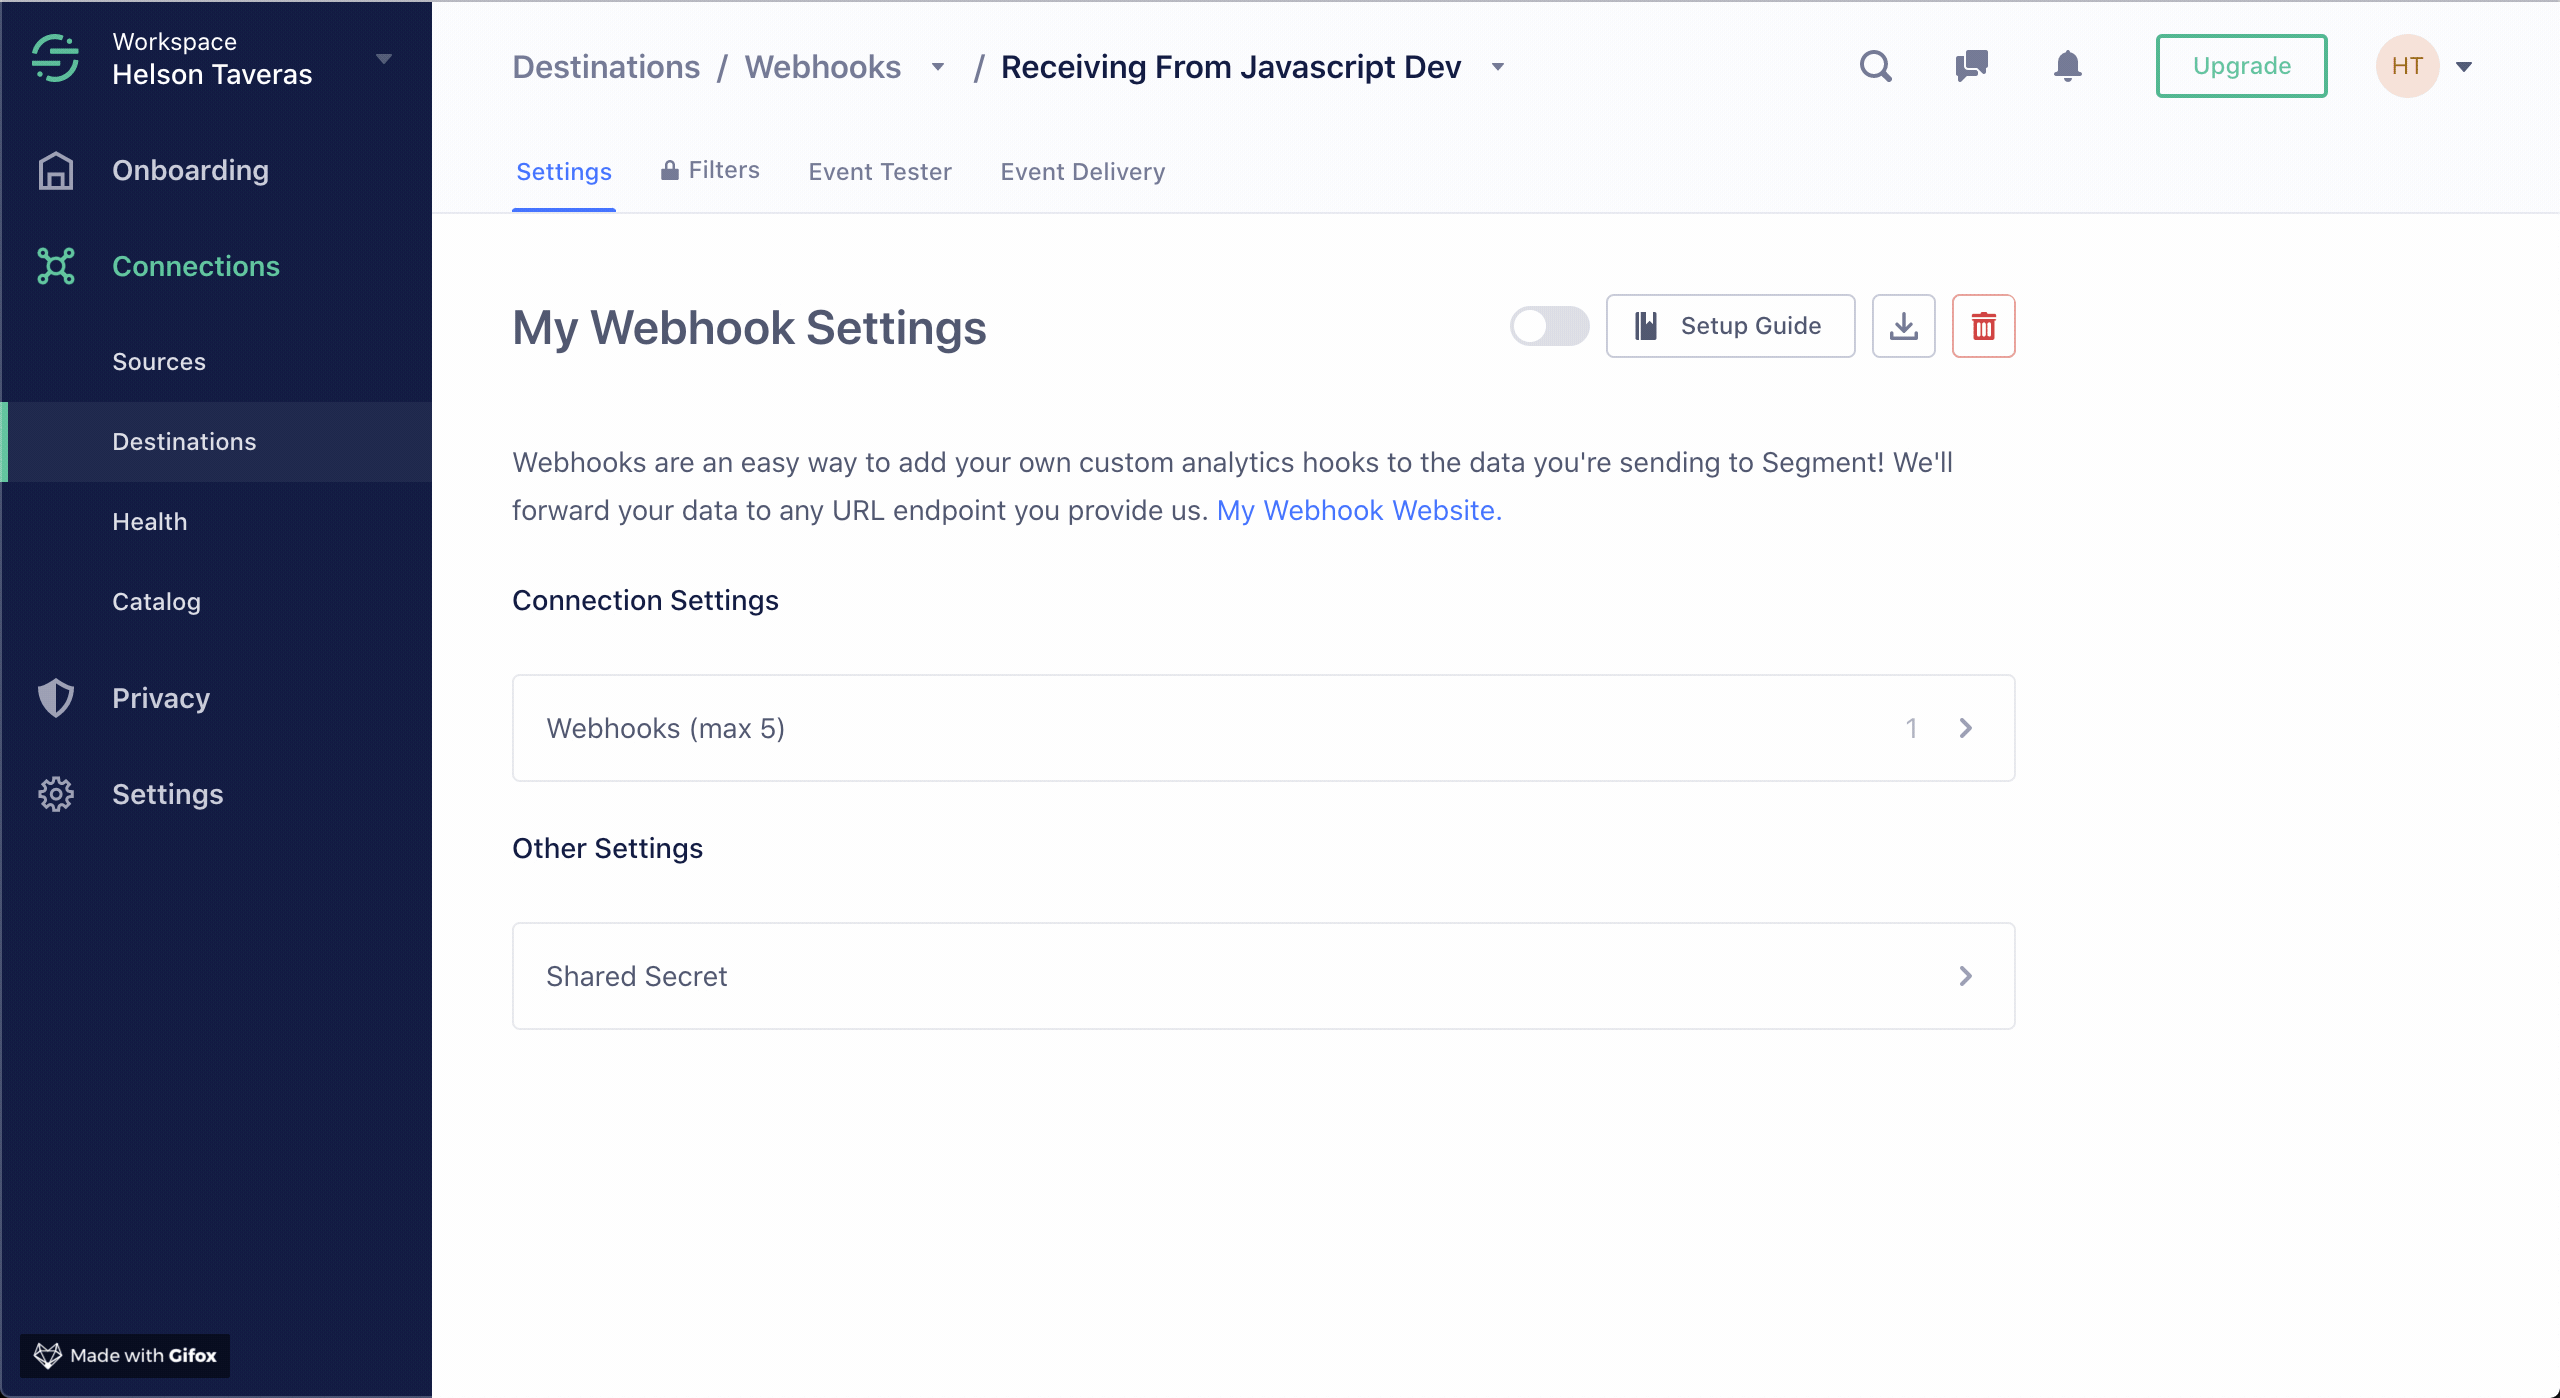 Workspace
Helson Taveras
Onboarding
Connections
Sources
Destinations
Health
Catalog
Privacy
Settings
Made with Gifox
Destinations / Webhooks / Receiving From Javascript Dev
Upgrade
HT
Settings
Filters
Event Tester
Event Delivery
My Webhook Settings
Setup Guide
Webhooks are an easy way to add your own custom analytics hooks to the data you're sending to Segment! We'll
forward your data to any URL endpoint you provide us. My Webhook Website.
Connection Settings
Webhooks (max 5) 1
Other Settings
Shared Secret